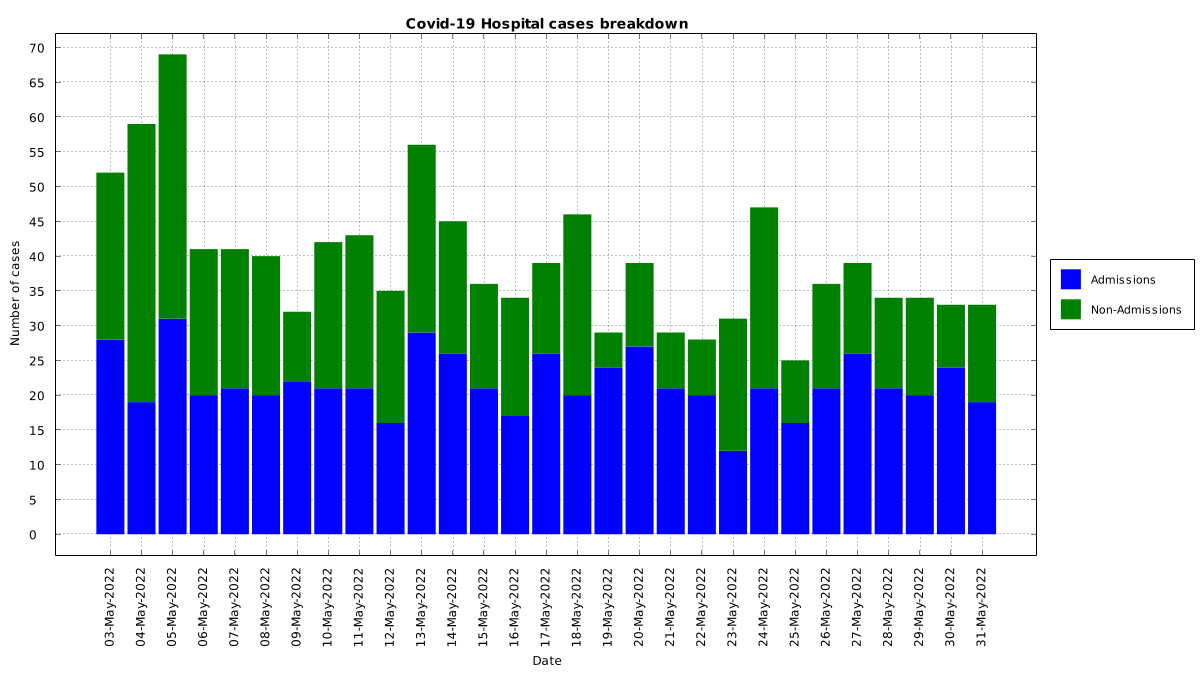 Covid-19 Hospital cases breakdown
70
65
60
55
50
45
40
35
30
25
20
15
10
5
0
Number of cases
03-May-2022
04-May-2022
05-May-2022
06-May-2022
07-May-2022
08-May-2022
09-May-2022
10-May-2022
11-May-2022
12-May-2022
13-May-2022
14-May-2022
15-May-2022
16-May-2022
17-May-2022
18-May-2022
19-May-2022
20-May-2022
21-May-2022
22-May-2022
23-May-2022
24-May-2022
25-May-2022
26-May-2022
27-May-2022
28-May-2022
29-May-2022
30-May-2022
31-May-2022
Date
Admissions
Non-Admissions